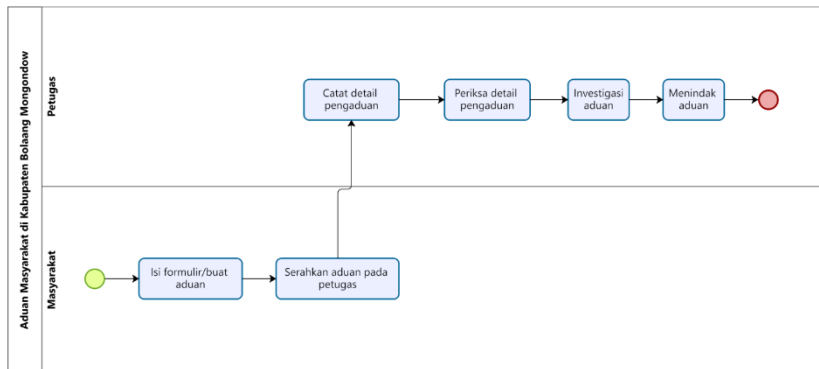 Aduan Masyarakat di Kabupaten Bolaang Mongondow
Petugas
Catat detail
pengaduan
Periksa detail
pengaduan
Investigasi
aduan
Menindak
aduan
Masyarakat
Isi formulir/buat
aduan
Serahkan aduan pada
petugas